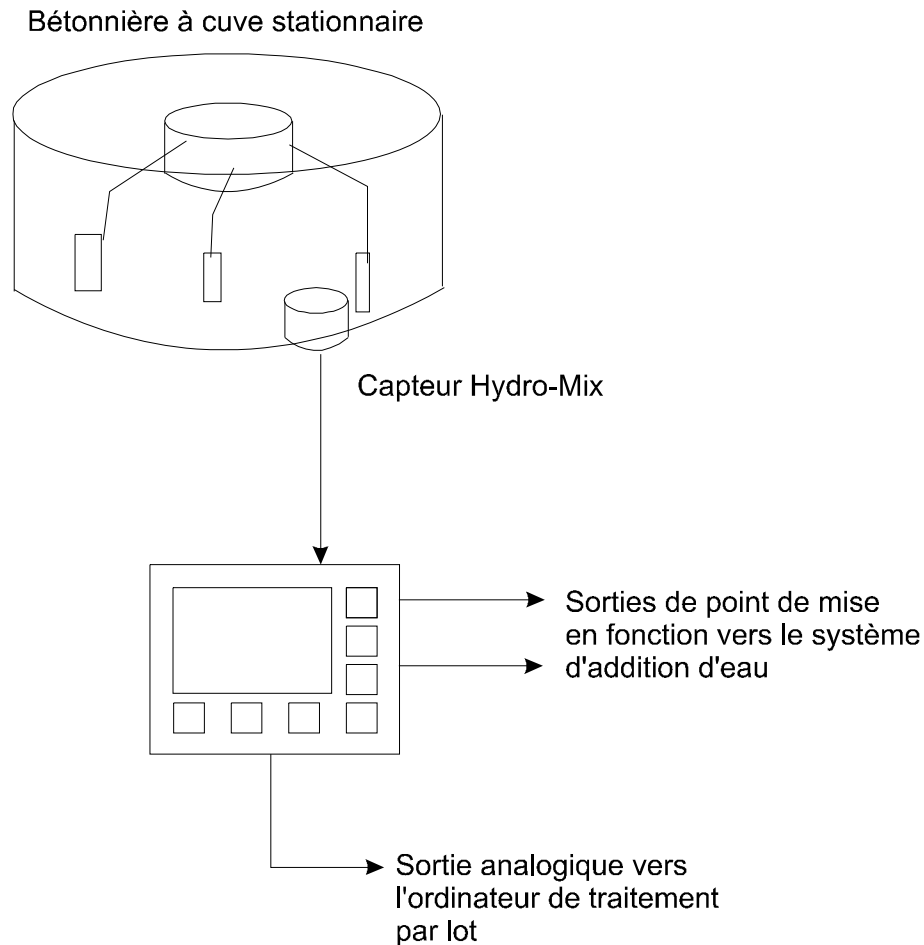 Bétonnière à cuve stationnaire
Capteur Hydro-Mix
Sorties de point de mise
en fonction vers le système
d'addition d'eau
Sortie analogique vers
l'ordinateur de traitement
par lot